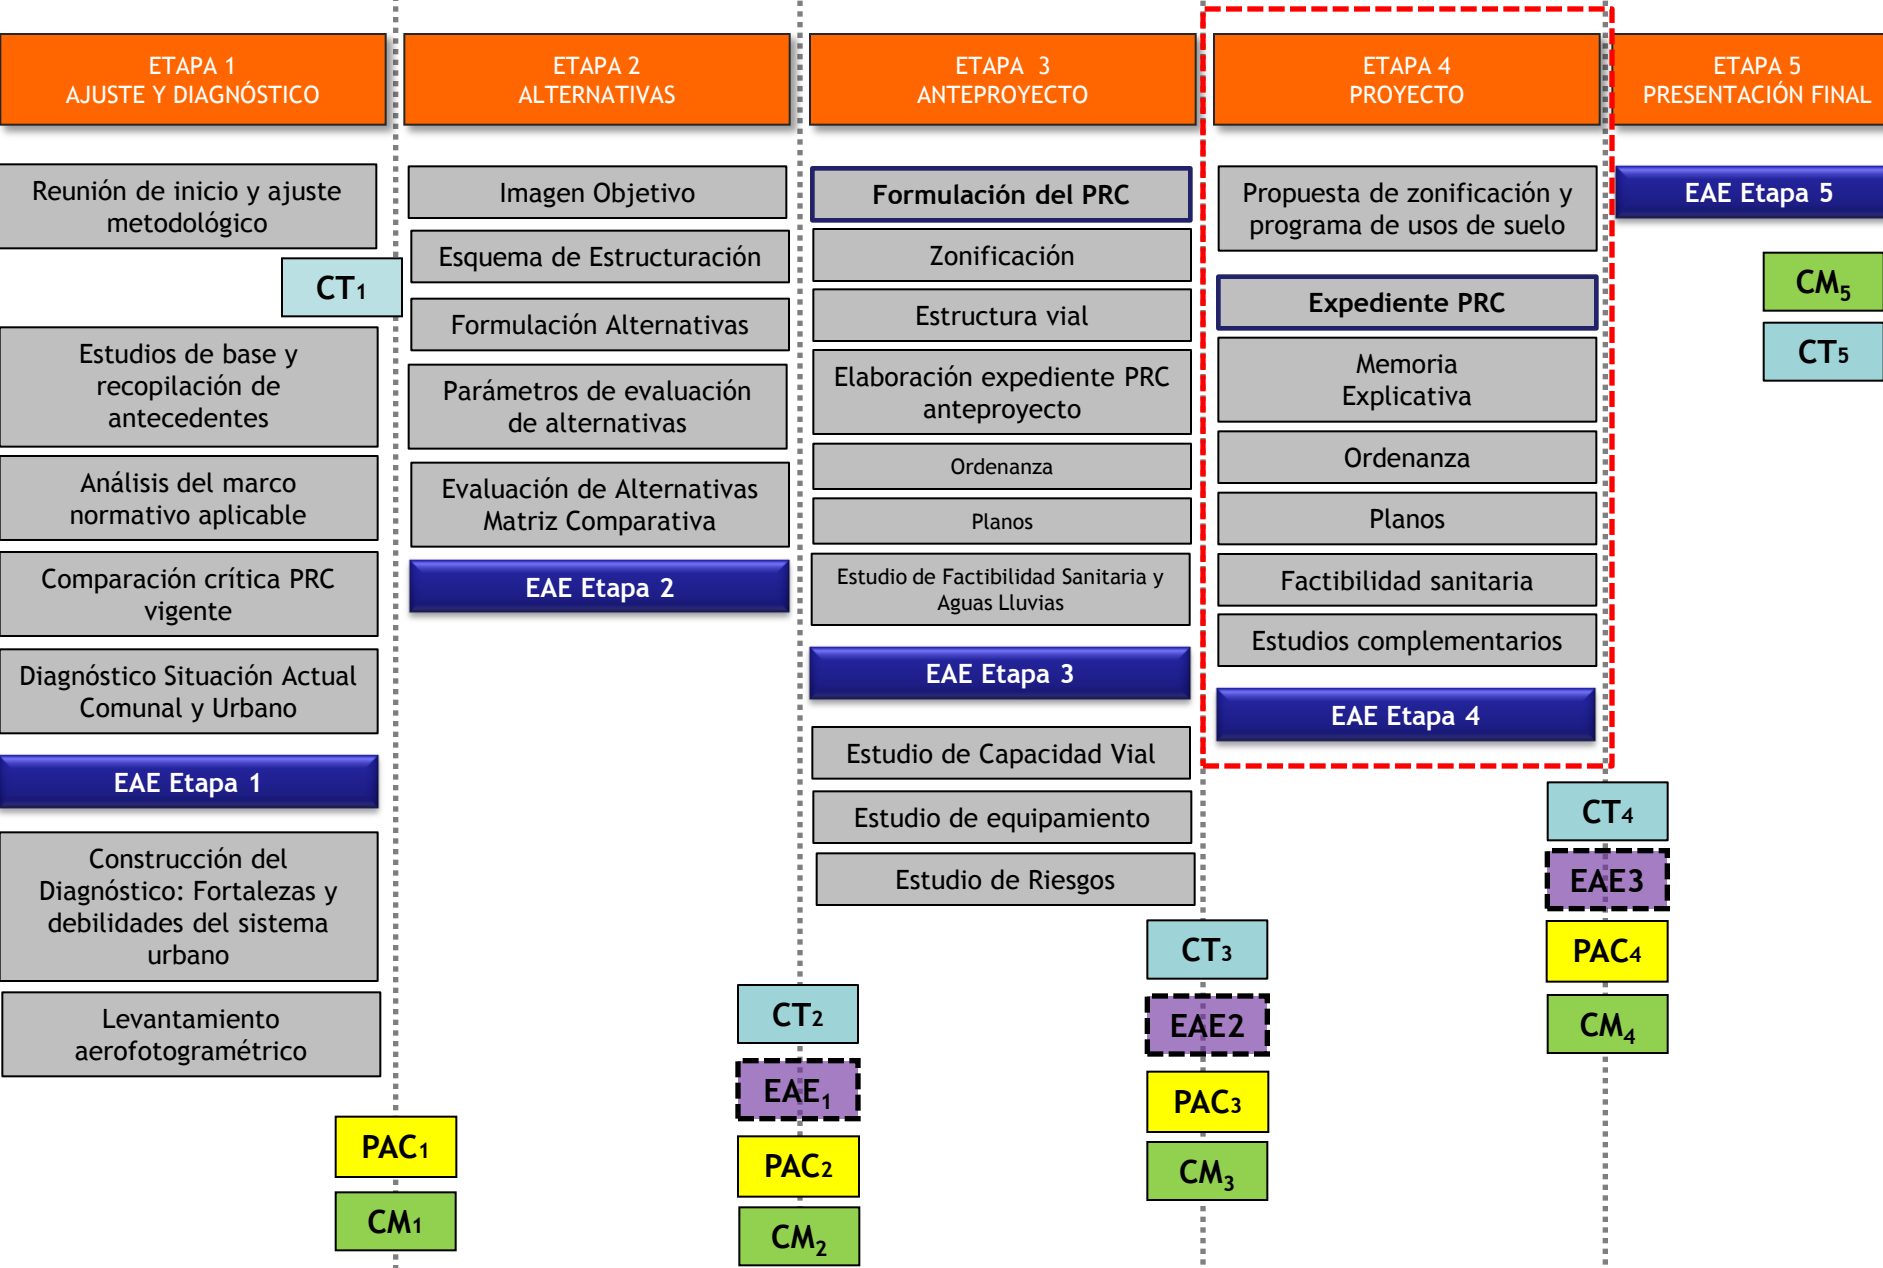 ETAPA 1
AJUSTE Y DIAGNÓSTICO
Reunión de inicio y ajuste
metodológico
CT1
Estudios de base y
recopilación de
antecedentes
Análisis del marco
normativo aplicable
Comparación crítica PRC
vigente
Diagnóstico Situación Actual
Comunal y Urbano
EAE Etapa 1
Construcción del
Diagnóstico: Fortalezas y
debilidades del sistema
urbano
Levantamiento
aerofotogramétrico
PAC1
CM1
ETAPA 2
ALTERNATIVAS
Imagen Objetivo
Esquema de Estructuración
Formulación Alternativas
Parámetros de evaluación
de alternativas
Evaluación de Alternativas
Matriz Comparativa
EAE Etapa 2
CT2
EAE1
PAC2
CM2
ETAPA 3
ANTEPROYECTO
Formulación del PRC
Zonificación
Estructura vial
Elaboración expediente PRC
anteproyecto
Ordenanza
Planos
Estudio de Factibilidad Sanitaria y
Aguas Lluvias
EAE Etapa 3
Estudio de Capacidad Vial
Estudio de equipamiento
Estudio de Riesgos
CT3
EAE2
PAC3
CM3
ETAPA 4
PROYECTO
Propuesta de zonificación y
programa de usos de suelo
Expediente PRC
Memoria
Explicativa
Ordenanza
Planos
Factibilidad sanitaria
Estudios complementarios
EAE Etapa 4
CT4
EAE3
PAC4
CM4
ETAPA 5
PRESENTACIÓN FINAL
EAE Etapa 5
CM5
CT5